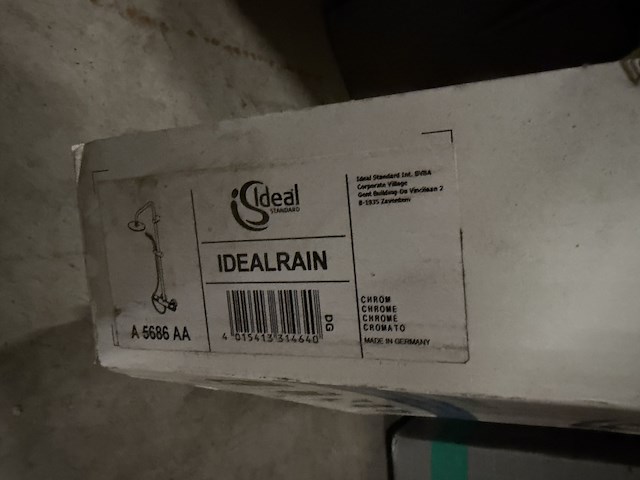 Ideal
STANDARD
IDEALRAIN
A 5686 AA
4 015413 314640
DG
Ideal Standard Int. BVBA
Corporate Village
Gent Building-Da Vincilaan 2
B-1935 Zaventem
CHROM
CHROME
CHROME
CROMATO
MADE IN GERMANY